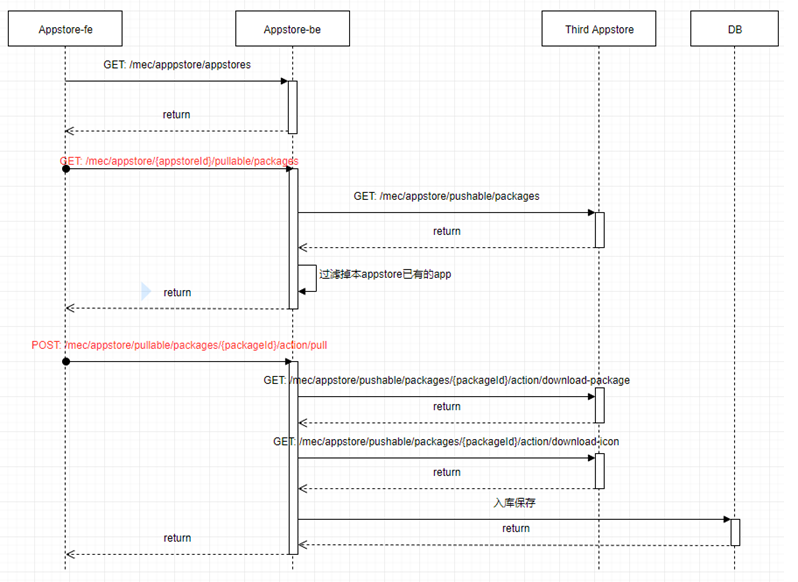 Appstore-fe
Appstore-be
Third Appstore
DB
GET: /mec/apppstore/appstores
return
GET: /mec/appstore/{appstoreId}/pullable/packages
GET: /mec/appstore/pushable/packages
return
过滤掉本appstore已有的app
return
POST: /mec/appstore/pullable/packages/{packageId}/action/pull
GET: /mec/appstore/pushable/packages/{packageId}/action/download-package
return
GET: /mec/appstore/pushable/packages/{packageId}/action/download-icon
return
入库保存
return
return